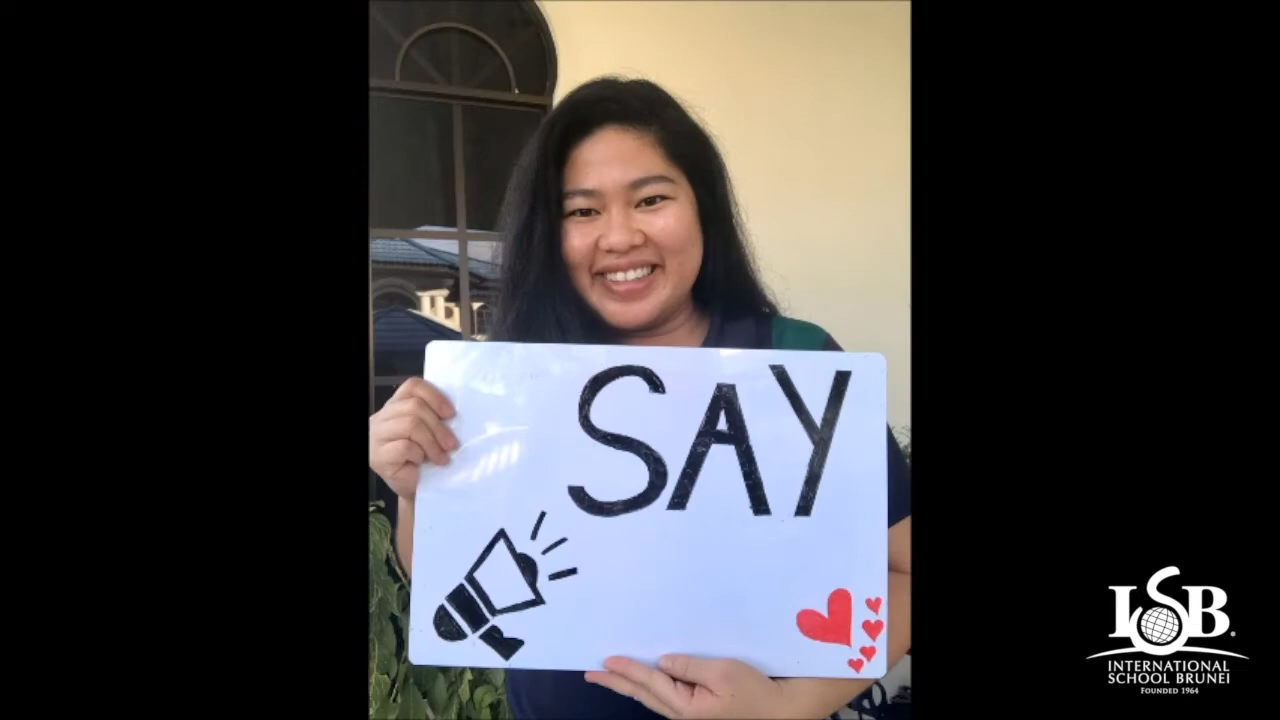 SAY
ISB
INTERNATIONAL
SCHOOL BRUNEI
FOUNDED 1964